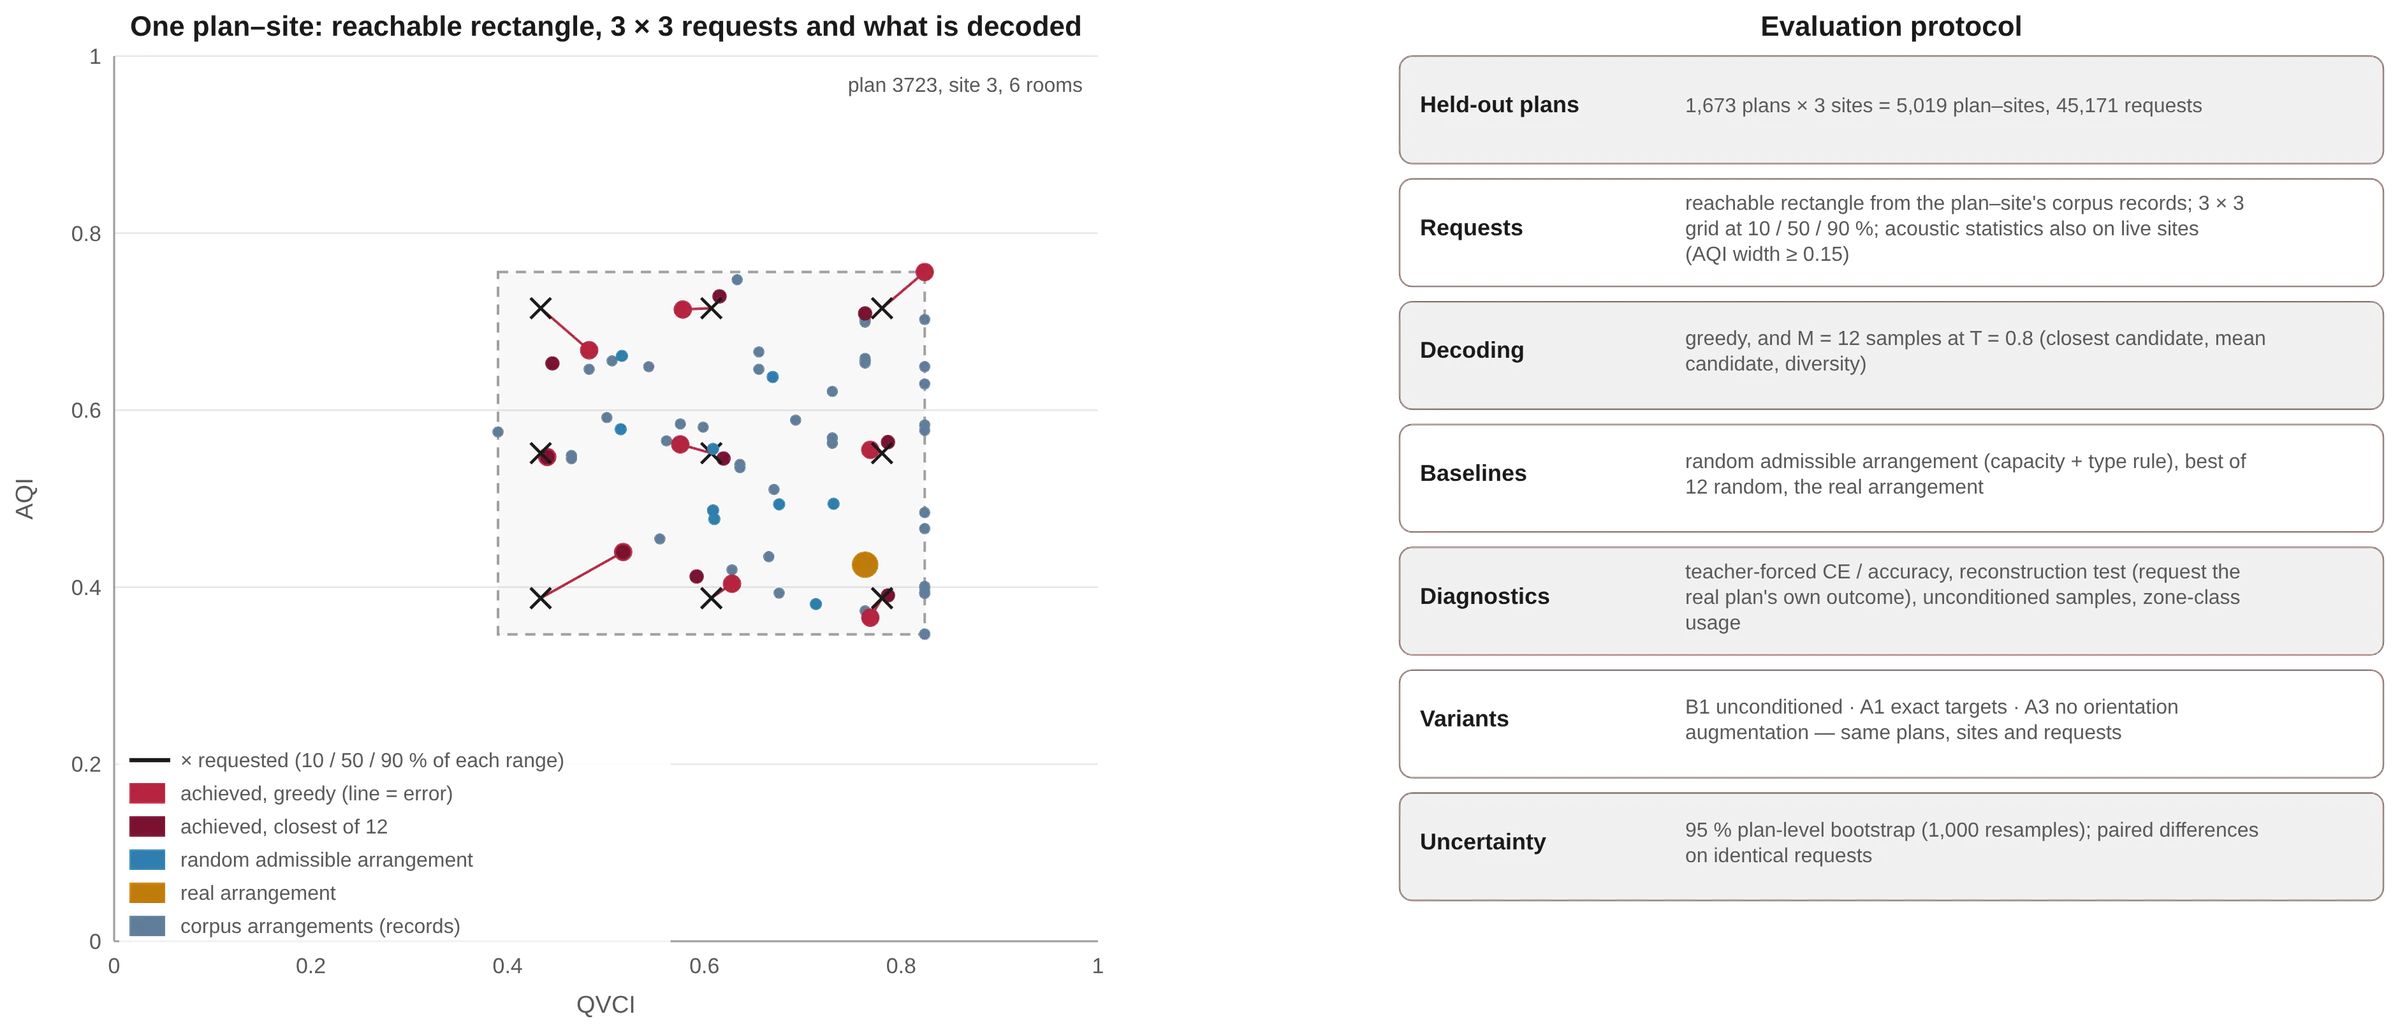 One plan–site: reachable rectangle, 3 × 3 requests and what is decoded
plan 3723, site 3, 6 rooms
AQI
1
0.8
0.6
0.4
0.2
0
× requested (10 / 50 / 90 % of each range)
achieved, greedy (line = error)
achieved, closest of 12
random admissible arrangement
real arrangement
corpus arrangements (records)
0 0.2 0.4 0.6 0.8 1
QVCI
Evaluation protocol
Held-out plans
1,673 plans × 3 sites = 5,019 plan–sites, 45,171 requests
Requests
reachable rectangle from the plan–site's corpus records; 3 × 3
grid at 10 / 50 / 90 %; acoustic statistics also on live sites
(AQI width ≥ 0.15)
Decoding
greedy, and M = 12 samples at T = 0.8 (closest candidate, mean
candidate, diversity)
Baselines
random admissible arrangement (capacity + type rule), best of
12 random, the real arrangement
Diagnostics
teacher-forced CE / accuracy, reconstruction test (request the
real plan's own outcome), unconditioned samples, zone-class
usage
Variants
B1 unconditioned · A1 exact targets · A3 no orientation
augmentation — same plans, sites and requests
Uncertainty
95 % plan-level bootstrap (1,000 resamples); paired differences
on identical requests